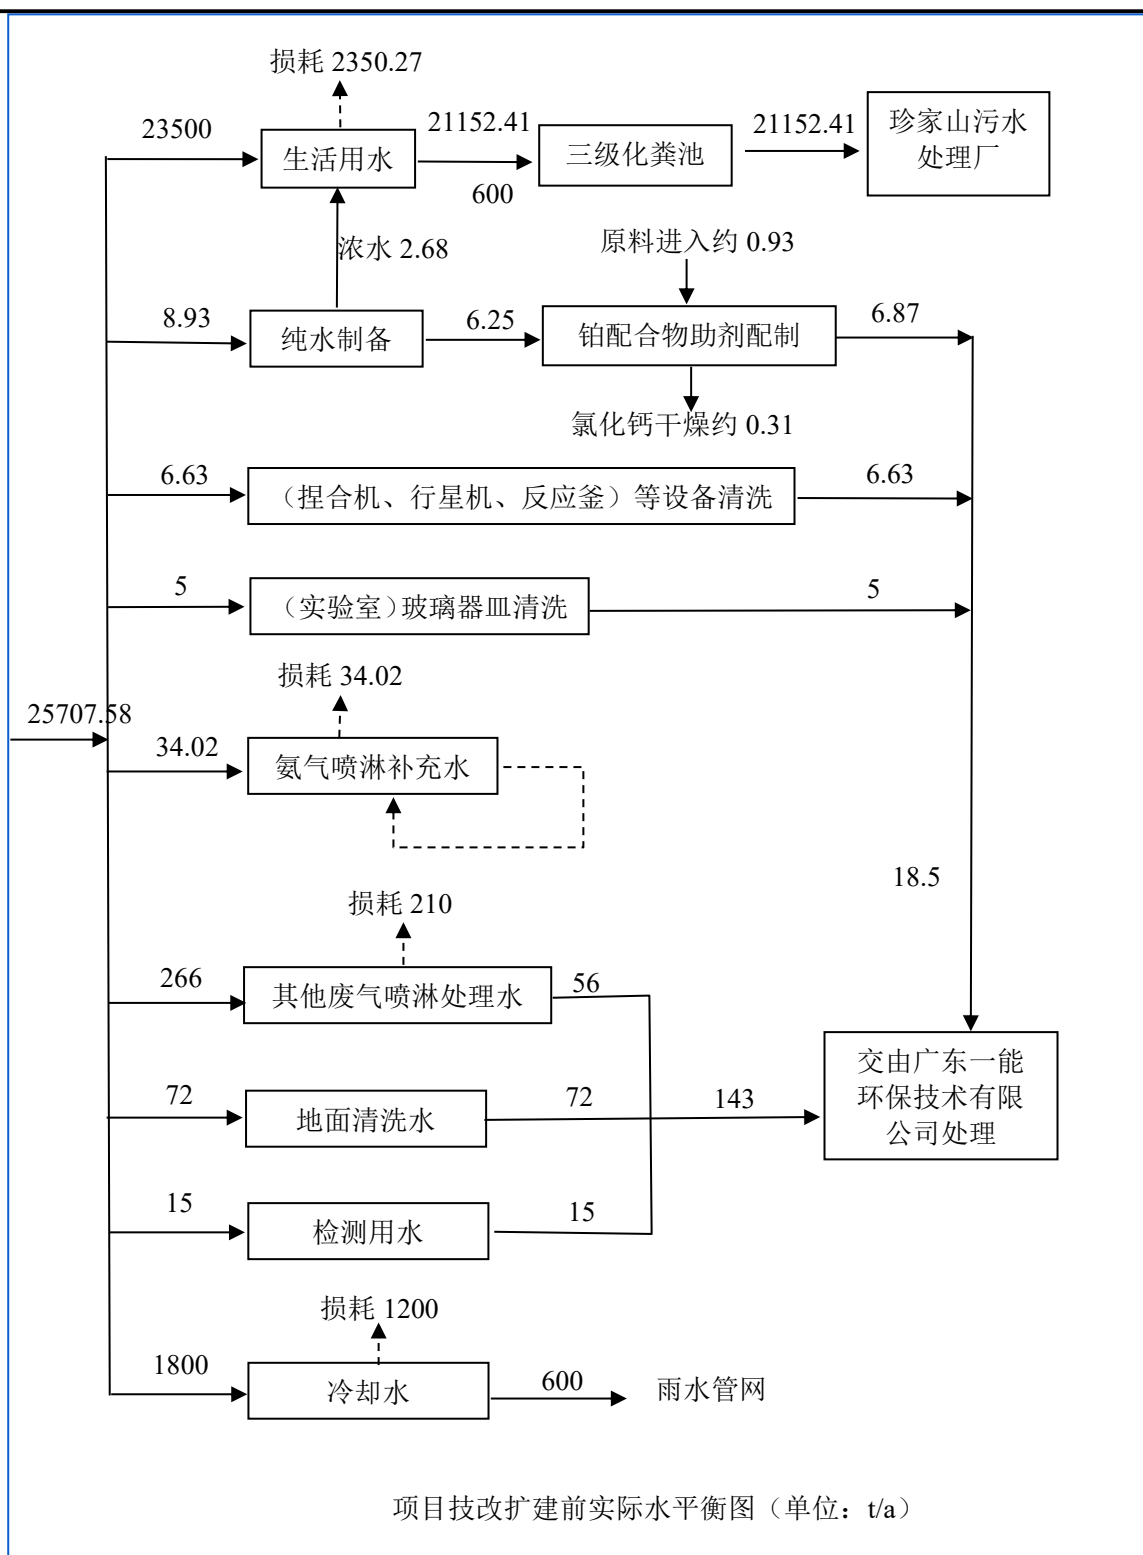 损耗 2350.27
23500
生活用水
21152.41
600
三级化粪池
21152.41
珍家山污水
处理厂
浓水 2.68
原料进入约 0.93
8.93
纯水制备
6.25
铂配合物助剂配制
6.87
氯化钙干燥约 0.31
6.63
（捏合机、行星机、反应釜）等设备清洗
6.63
5
（实验室）玻璃器皿清洗
5
损耗 34.02
25707.58
34.02
氨气喷淋补充水
18.5
损耗 210
266
其他废气喷淋处理水
56
交由广东一能
环保技术有限
公司处理
72
地面清洗水
72
143
15
检测用水
15
损耗 1200
1800
冷却水
600
雨水管网
项目技改扩建前实际水平衡图（单位：t/a）